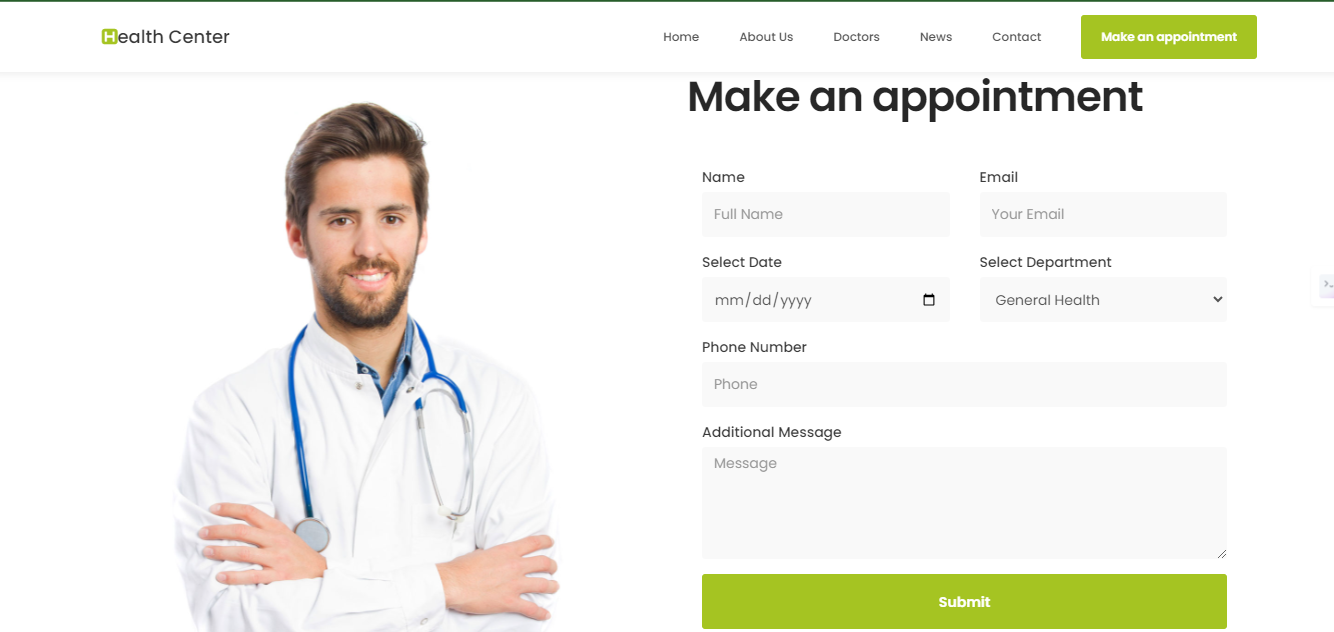 Health Center
Home About Us Doctors News Contact Make an appointment
Make an appointment
Name Email
Full Name Your Email
Select Date Select Department
mm/dd/yyyy General Health
Phone Number
Phone
Additional Message
Message
Submit